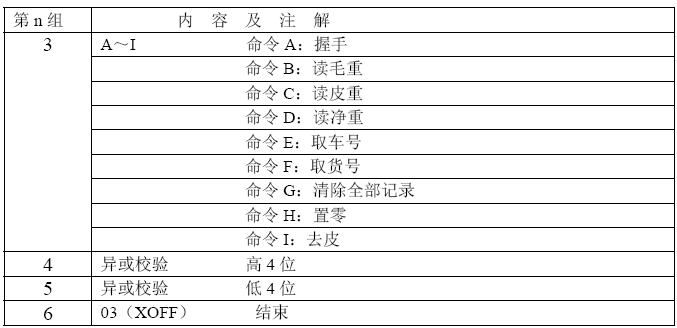 第 n 组 内 容 及 注 解
3 A～I 命令 A：握手
命令 B：读毛重
命令 C：读皮重
命令 D：读净重
命令 E：取车号
命令 F：取货号
命令 G：清除全部记录
命令 H：置零
命令 I：去皮
4 异或校验 高 4 位
5 异或校验 低 4 位
6 03（XOFF） 结束